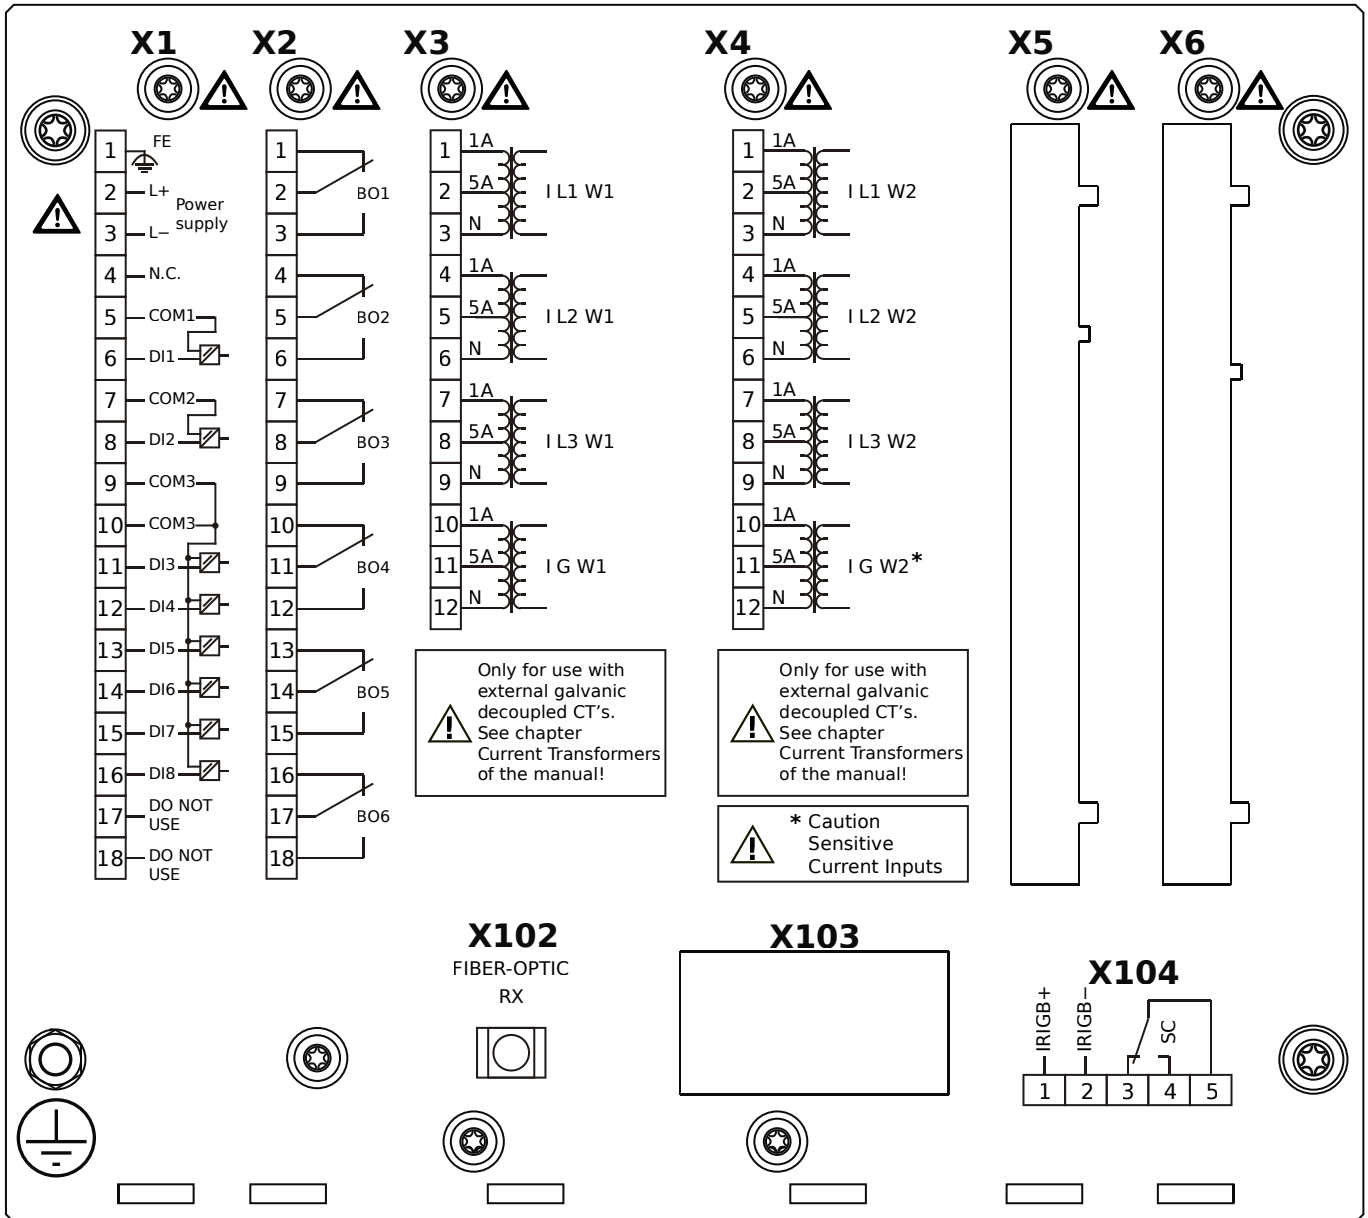 X1
X2
X3
X4
X5
X6
1
FE
2
L+
Power
supply
3
L−
4
N.C.
5
COM1
6
DI1
7
COM2
8
DI2
9
COM3
10
COM3
11
DI3
12
DI4
13
DI5
14
DI6
15
DI7
16
DI8
17
DO NOT
USE
18
DO NOT
USE
1
2
BO1
3
4
5
BO2
6
7
8
BO3
9
10
11
BO4
12
13
14
BO5
15
16
17
BO6
18
1
1A
2
5A
I L1 W1
3
N
4
1A
5
5A
I L2 W1
6
N
7
1A
8
5A
I L3 W1
9
N
10
1A
11
5A
I G W1
12
N
Only for use with
external galvanic
decoupled CT's.
See chapter
Current Transformers
of the manual!
1
1A
2
5A
I L1 W2
3
N
4
1A
5
5A
I L2 W2
6
N
7
1A
8
5A
I L3 W2
9
N
10
1A
11
5A
I G W2*
12
N
Only for use with
external galvanic
decoupled CT's.
See chapter
Current Transformers
of the manual!
* Caution
Sensitive
Current Inputs
X102
FIBER-OPTIC
RX
X103
X104
IRIGB+
IRIGB−
SC
1 2 3 4 5